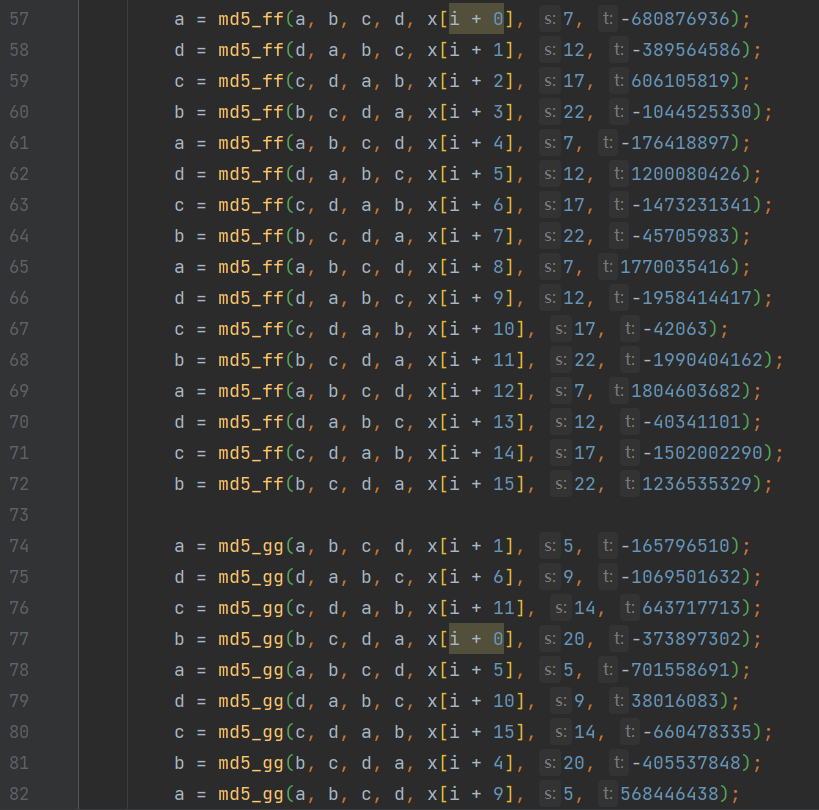 57 a = md5_ff(a, b, c, d, x[i + 0], s: 7, t: -680876936);
58 d = md5_ff(d, a, b, c, x[i + 1], s: 12, t: -389564586);
59 c = md5_ff(c, d, a, b, x[i + 2], s: 17, t: 606105819);
60 b = md5_ff(b, c, d, a, x[i + 3], s: 22, t: -1044525330);
61 a = md5_ff(a, b, c, d, x[i + 4], s: 7, t: -176418897);
62 d = md5_ff(d, a, b, c, x[i + 5], s: 12, t: 1200080426);
63 c = md5_ff(c, d, a, b, x[i + 6], s: 17, t: -1473231341);
64 b = md5_ff(b, c, d, a, x[i + 7], s: 22, t: -45705983);
65 a = md5_ff(a, b, c, d, x[i + 8], s: 7, t: 1770035416);
66 d = md5_ff(d, a, b, c, x[i + 9], s: 12, t: -1958414417);
67 c = md5_ff(c, d, a, b, x[i + 10], s: 17, t: -42063);
68 b = md5_ff(b, c, d, a, x[i + 11], s: 22, t: -1990404162);
69 a = md5_ff(a, b, c, d, x[i + 12], s: 7, t: 1804603682);
70 d = md5_ff(d, a, b, c, x[i + 13], s: 12, t: -40341101);
71 c = md5_ff(c, d, a, b, x[i + 14], s: 17, t: -1502002290);
72 b = md5_ff(b, c, d, a, x[i + 15], s: 22, t: 1236535329);
73
74 a = md5_gg(a, b, c, d, x[i + 1], s: 5, t: -165796510);
75 d = md5_gg(d, a, b, c, x[i + 6], s: 9, t: -1069501632);
76 c = md5_gg(c, d, a, b, x[i + 11], s: 14, t: 643717713);
77 b = md5_gg(b, c, d, a, x[i + 0], s: 20, t: -373897302);
78 a = md5_gg(a, b, c, d, x[i + 5], s: 5, t: -701558691);
79 d = md5_gg(d, a, b, c, x[i + 10], s: 9, t: 38016083);
80 c = md5_gg(c, d, a, b, x[i + 15], s: 14, t: -660478335);
81 b = md5_gg(b, c, d, a, x[i + 4], s: 20, t: -405537848);
82 a = md5_gg(a, b, c, d, x[i + 9], s: 5, t: 568446438);